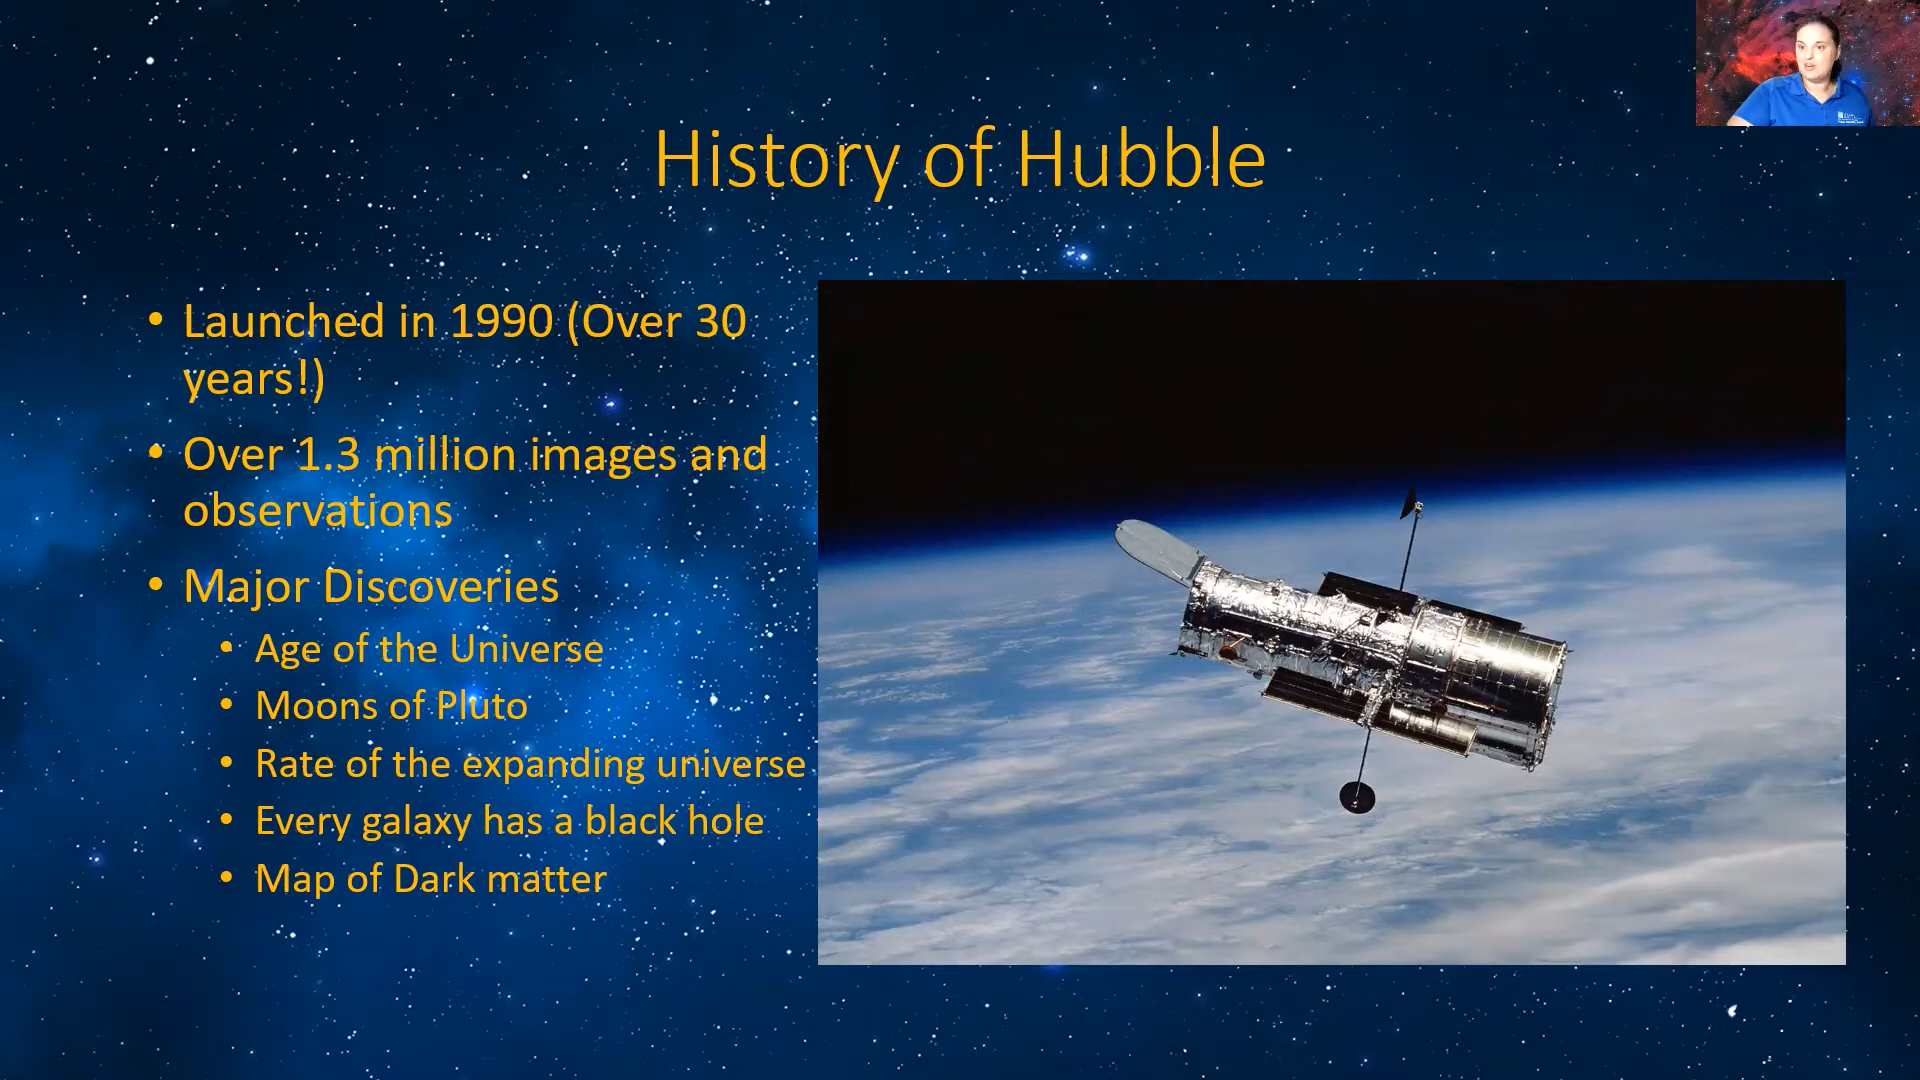 History of Hubble
• Launched in 1990 (Over 30
years!)
• Over 1.3 million images and
observations
• Major Discoveries
• Age of the Universe
• Moons of Pluto
• Rate of the expanding universe
• Every galaxy has a black hole
• Map of Dark matter